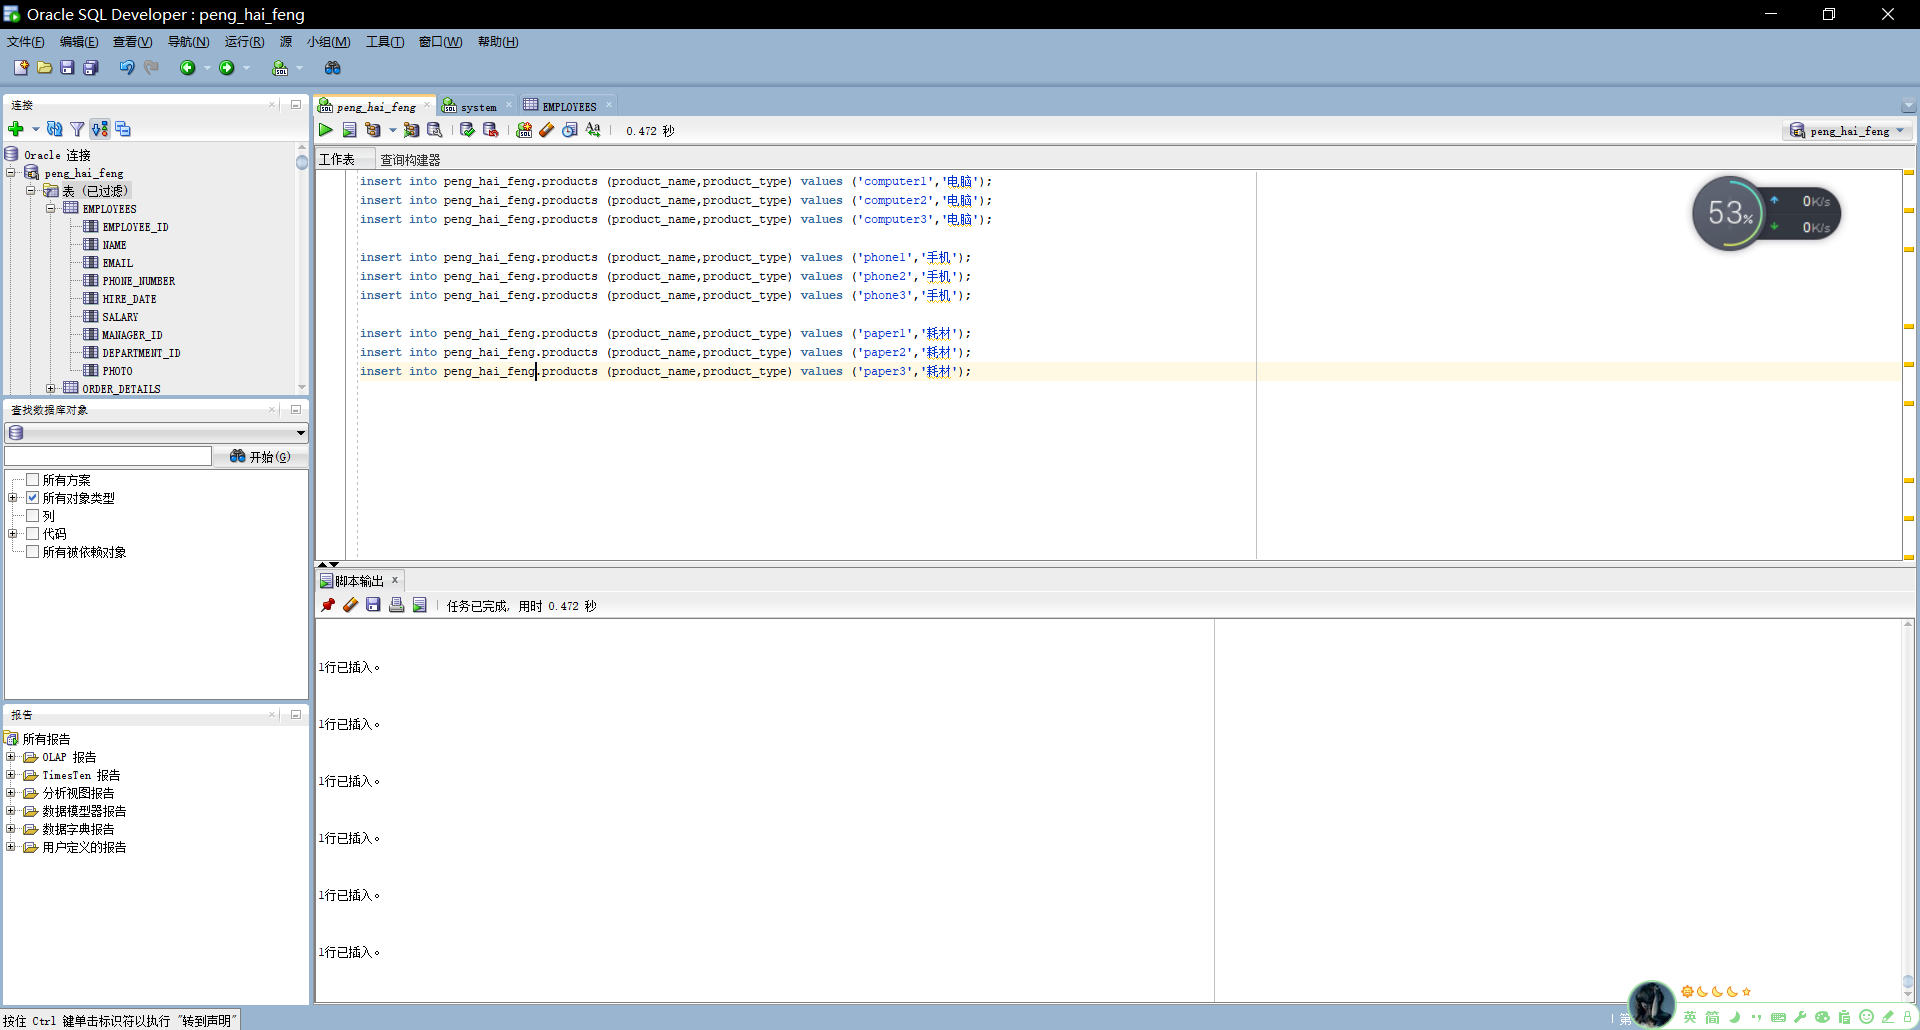 Oracle SQL Developer : peng_hai_feng
文件(F) 编辑(E) 查看(V) 导航(N) 运行(R) 源 小组(M) 工具(T) 窗口(W) 帮助(H)
连接
Oracle 连接
peng_hai_feng
表 (已过滤)
EMPLOYEES
EMPLOYEE_ID
NAME
EMAIL
PHONE_NUMBER
HIRE_DATE
SALARY
MANAGER_ID
DEPARTMENT_ID
PHOTO
ORDER_DETAILS
查找数据库对象
开始(G)
所有方案
所有对象类型
列
代码
所有被依赖对象
报告
所有报告
OLAP 报告
TimesTen 报告
分析视图报告
数据模型器报告
数据字典报告
用户定义的报告
peng_hai_feng system EMPLOYEES
0.472 秒
peng_hai_feng
工作表 查询构建器
insert into peng_hai_feng.products (product_name,product_type) values ('computer1','电脑');
insert into peng_hai_feng.products (product_name,product_type) values ('computer2','电脑');
insert into peng_hai_feng.products (product_name,product_type) values ('computer3','电脑');
insert into peng_hai_feng.products (product_name,product_type) values ('phone1','手机');
insert into peng_hai_feng.products (product_name,product_type) values ('phone2','手机');
insert into peng_hai_feng.products (product_name,product_type) values ('phone3','手机');
insert into peng_hai_feng.products (product_name,product_type) values ('paper1','耗材');
insert into peng_hai_feng.products (product_name,product_type) values ('paper2','耗材');
insert into peng_hai_feng.products (product_name,product_type) values ('paper3','耗材');
53%
0K/s
0K/s
脚本输出
任务已完成, 用时 0.472 秒
1行已插入。
1行已插入。
1行已插入。
1行已插入。
1行已插入。
1行已插入。
按住 Ctrl 键单击标识符以执行 "转到声明"
第
英 简